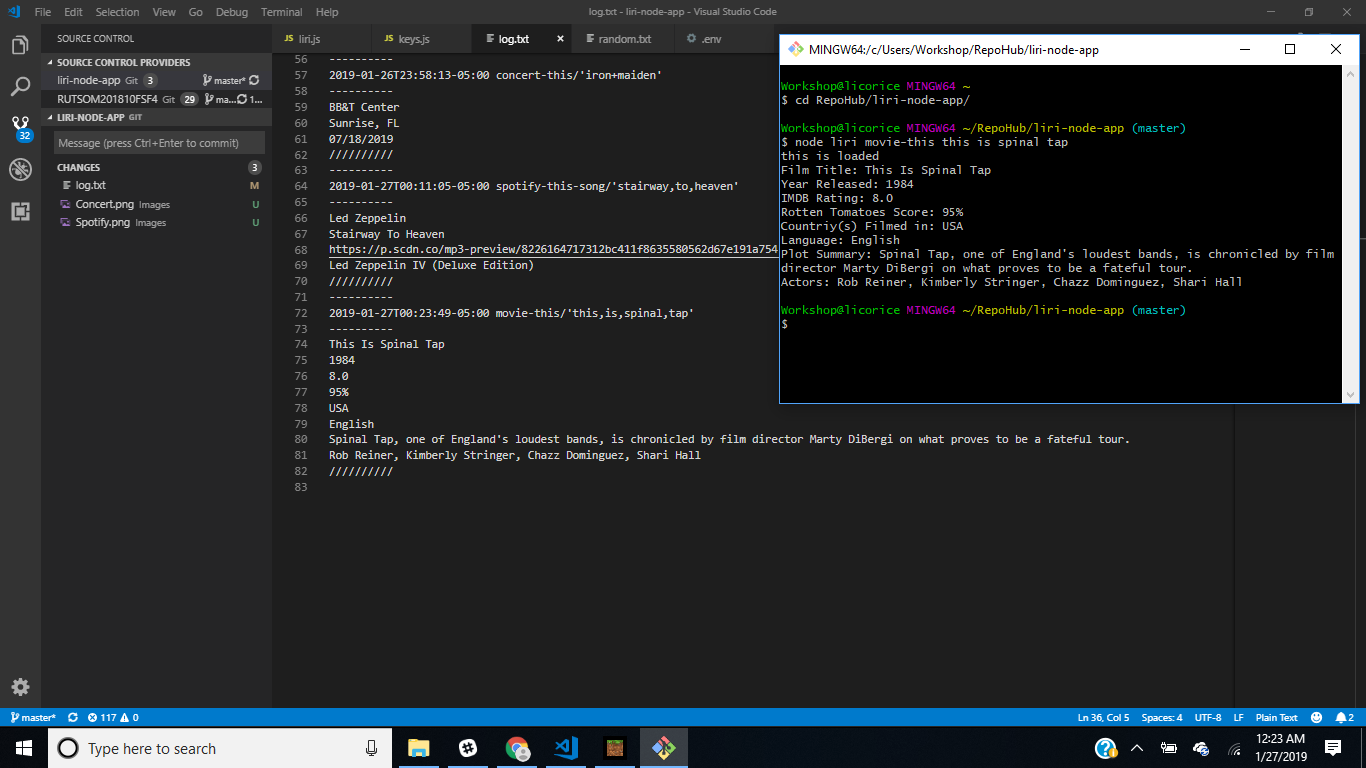 File Edit Selection View Go Debug Terminal Help
log.txt - liri-node-app - Visual Studio Code
SOURCE CONTROL
JS liri.js
JS keys.js
log.txt ×
random.txt
.env
SOURCE CONTROL PROVIDERS
liri-node-app Git 3 master*
RUTSOM201810FSF4 Git 29 ma... 1...
LIRI-NODE-APP GIT
Message (press Ctrl+Enter to commit)
CHANGES 3
log.txt M
Concert.png Images U
Spotify.png Images U
32
56 ----------
57 2019-01-26T23:58:13-05:00 concert-this/'iron+maiden'
58 ----------
59 BB&T Center
60 Sunrise, FL
61 07/18/2019
62 //////////
63 ----------
64 2019-01-27T00:11:05-05:00 spotify-this-song/'stairway,to,heaven'
65 ----------
66 Led Zeppelin
67 Stairway To Heaven
68 https://p.scdn.co/mp3-preview/8226164717312bc411f8635580562d67e191a754
69 Led Zeppelin IV (Deluxe Edition)
70 //////////
71 ----------
72 2019-01-27T00:23:49-05:00 movie-this/'this,is,spinal,tap'
73 ----------
74 This Is Spinal Tap
75 1984
76 8.0
77 95%
78 USA
79 English
80 Spinal Tap, one of England's loudest bands, is chronicled by film director Marty DiBergi on what proves to be a fateful tour.
81 Rob Reiner, Kimberly Stringer, Chazz Dominguez, Shari Hall
82 //////////
83
MINGW64:/c/Users/Workshop/RepoHub/liri-node-app
Workshop@licorice MINGW64 ~
$ cd RepoHub/liri-node-app/
Workshop@licorice MINGW64 ~/RepoHub/liri-node-app (master)
$ node liri movie-this this is spinal tap
this is loaded
Film Title: This Is Spinal Tap
Year Released: 1984
IMDB Rating: 8.0
Rotten Tomatoes Score: 95%
Countriy(s) Filmed in: USA
Language: English
Plot Summary: Spinal Tap, one of England's loudest bands, is chronicled by film
director Marty DiBergi on what proves to be a fateful tour.
Actors: Rob Reiner, Kimberly Stringer, Chazz Dominguez, Shari Hall
Workshop@licorice MINGW64 ~/RepoHub/liri-node-app (master)
$
master* 117 0
Ln 36, Col 5 Spaces: 4 UTF-8 LF Plain Text 2
Type here to search
12:23 AM
1/27/2019